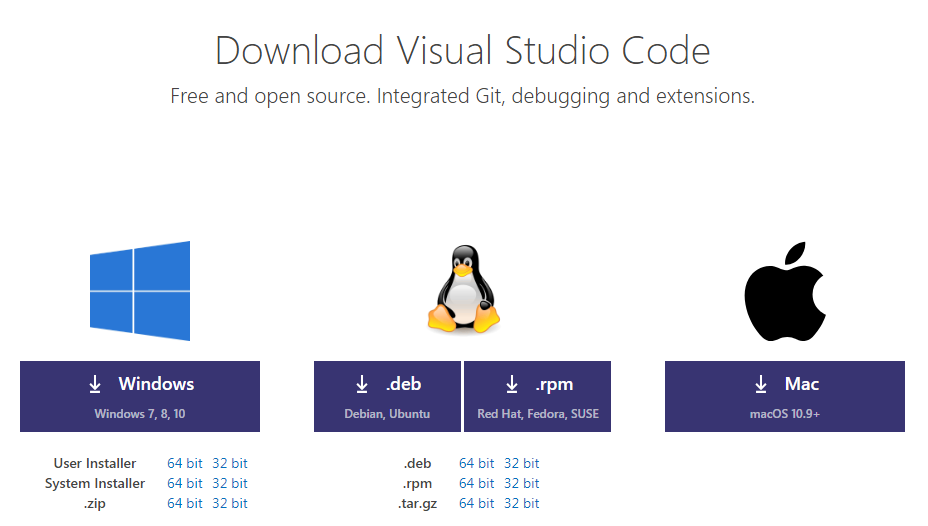 Download Visual Studio Code
Free and open source. Integrated Git, debugging and extensions.
Windows
Windows 7, 8, 10
User Installer 64 bit 32 bit
System Installer 64 bit 32 bit
.zip 64 bit 32 bit
.deb
Debian, Ubuntu
.rpm
Red Hat, Fedora, SUSE
.deb 64 bit 32 bit
.rpm 64 bit 32 bit
.tar.gz 64 bit 32 bit
Mac
macOS 10.9+